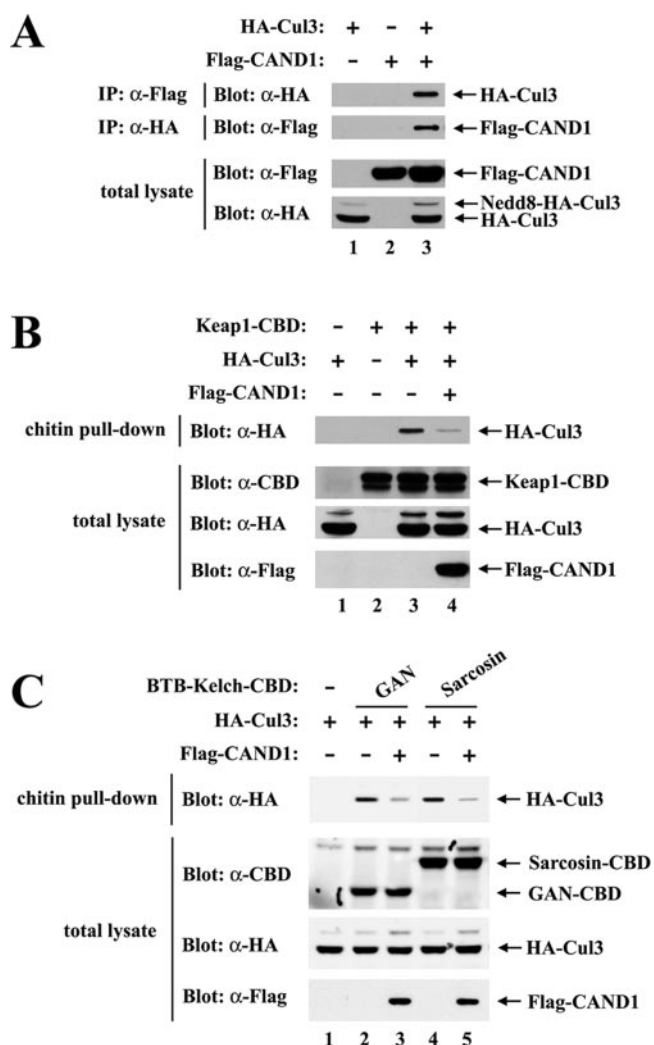 A
HA-Cul3: + – +
Flag-CAND1: – + +
IP: α-Flag Blot: α-HA HA-Cul3
IP: α-HA Blot: α-Flag Flag-CAND1
total lysate
Blot: α-Flag Flag-CAND1
Blot: α-HA Nedd8-HA-Cul3
HA-Cul3
1 2 3
B
Keap1-CBD: – + + +
HA-Cul3: + – + +
Flag-CAND1: – – – +
chitin pull-down Blot: α-HA HA-Cul3
total lysate
Blot: α-CBD Keap1-CBD
Blot: α-HA HA-Cul3
Blot: α-Flag Flag-CAND1
1 2 3 4
C
BTB-Kelch-CBD: – GAN Sarcosin
HA-Cul3: + + + + +
Flag-CAND1: – – + – +
chitin pull-down Blot: α-HA HA-Cul3
total lysate
Blot: α-CBD Sarcosin-CBD
GAN-CBD
Blot: α-HA HA-Cul3
Blot: α-Flag Flag-CAND1
1 2 3 4 5